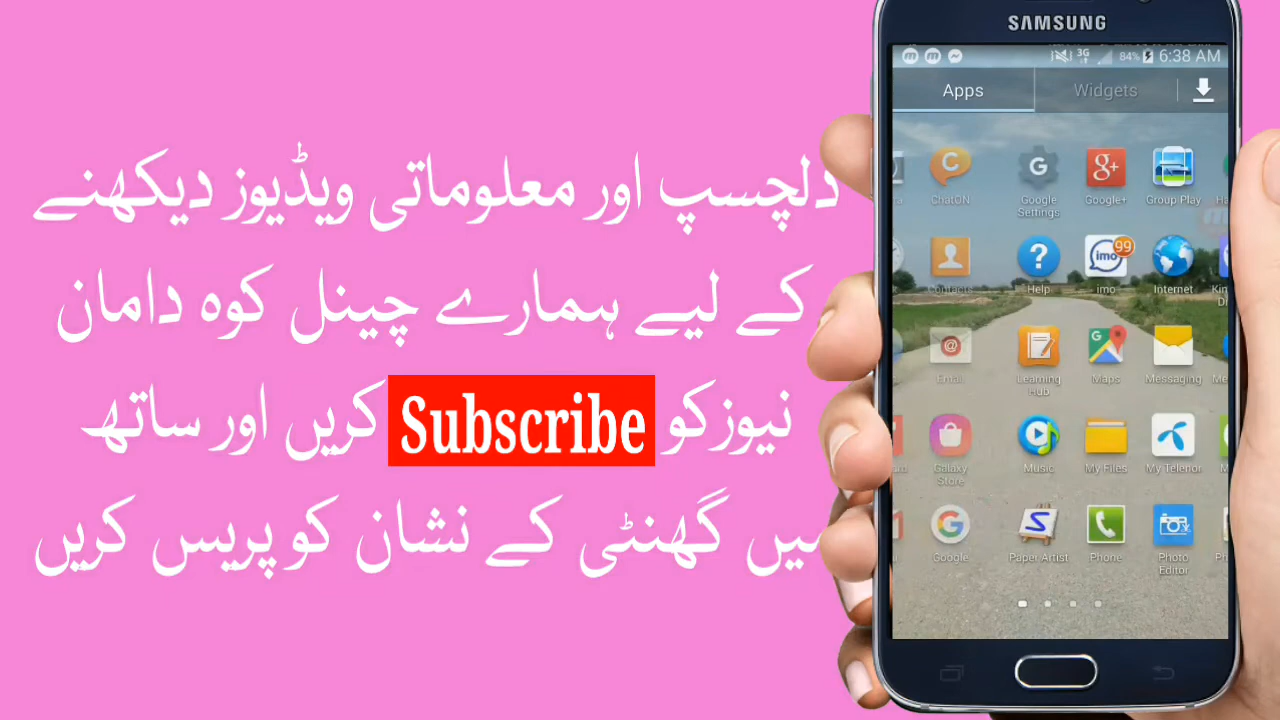 دلچسپ اور معلوماتی ویڈیوز دیکھنے
کے لیے ہمارے چینل کوہ دامان
نیوزکو Subscribe کریں اور ساتھ
میں گھنٹی کے نشان کو پریس کریں
SAMSUNG
3G 84% 6:38 AM
Apps Widgets
ChatON Google Settings Google+ Group Play
Contacts Help imo 99 Internet
Email Learning Hub Maps Messaging
Galaxy Store Music My Files My Telenor
Google Paper Artist Phone Photo Editor